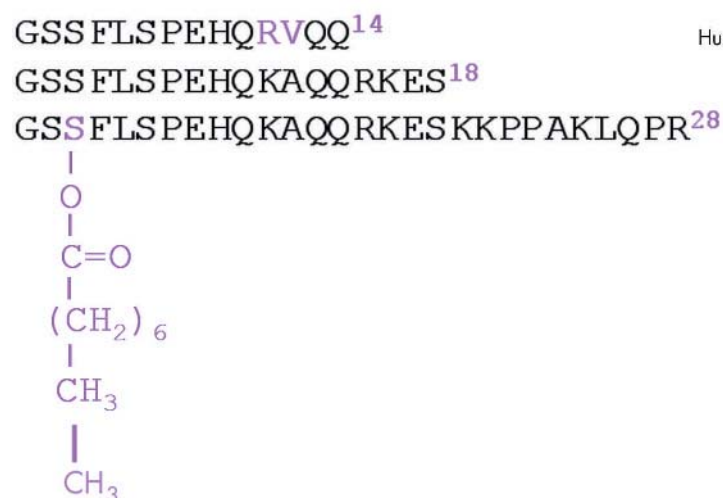 GSSFLSPEHQRVQQ¹⁴ Hu
GSSFLSPEHQKAQQRKES¹⁸
GSSFLSPEHQKAQQRKESKKPPAKLQPR²⁸
O
C=O
(CH₂)₆
CH₃
CH₃